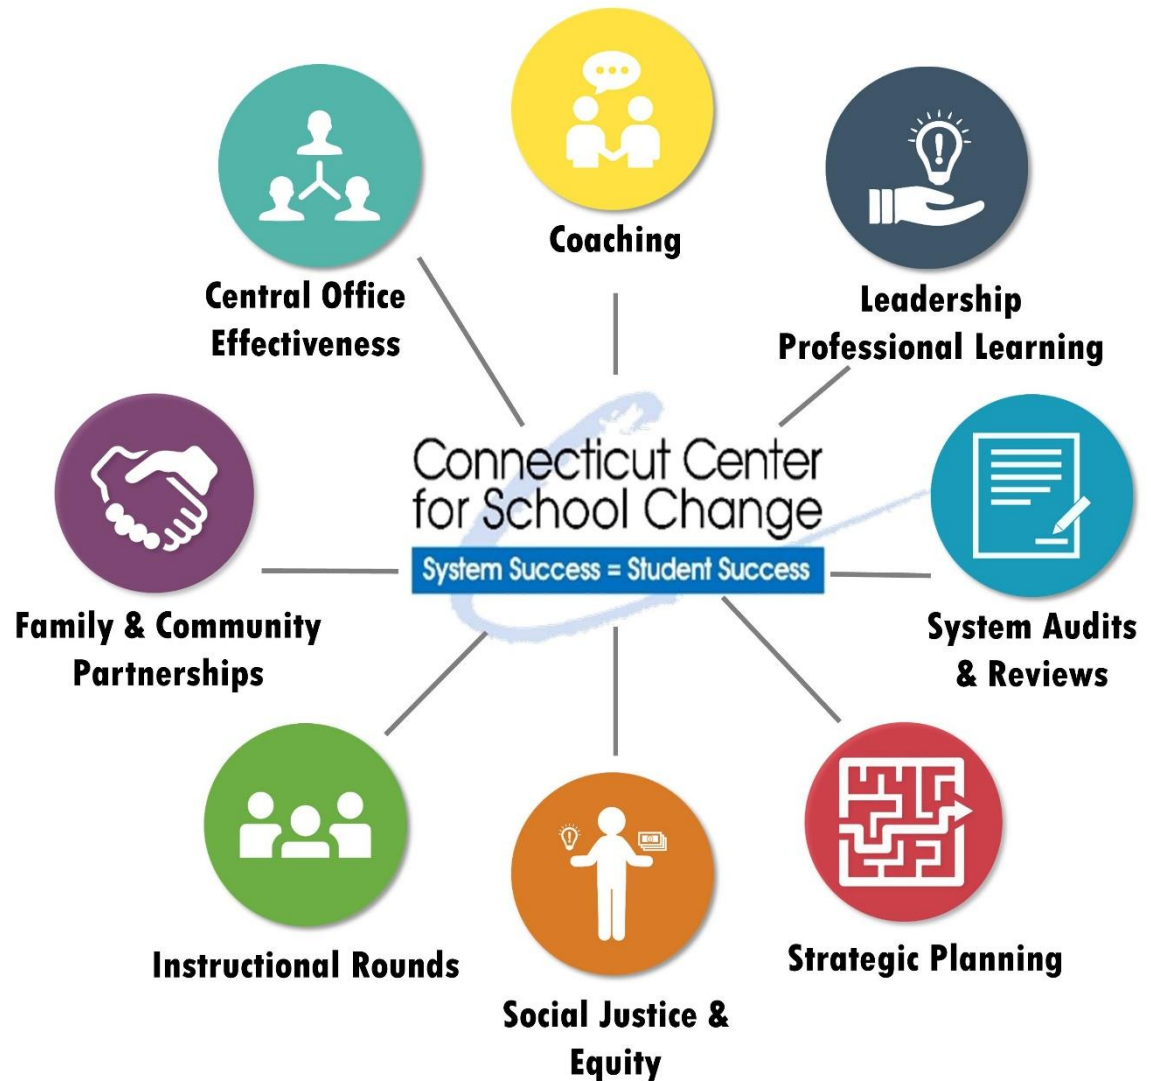 Coaching
Central Office
Effectiveness
Leadership
Professional Learning
Connecticut Center
for School Change
System Success = Student Success
Family & Community
Partnerships
System Audits
& Reviews
Instructional Rounds
Social Justice &
Equity
Strategic Planning